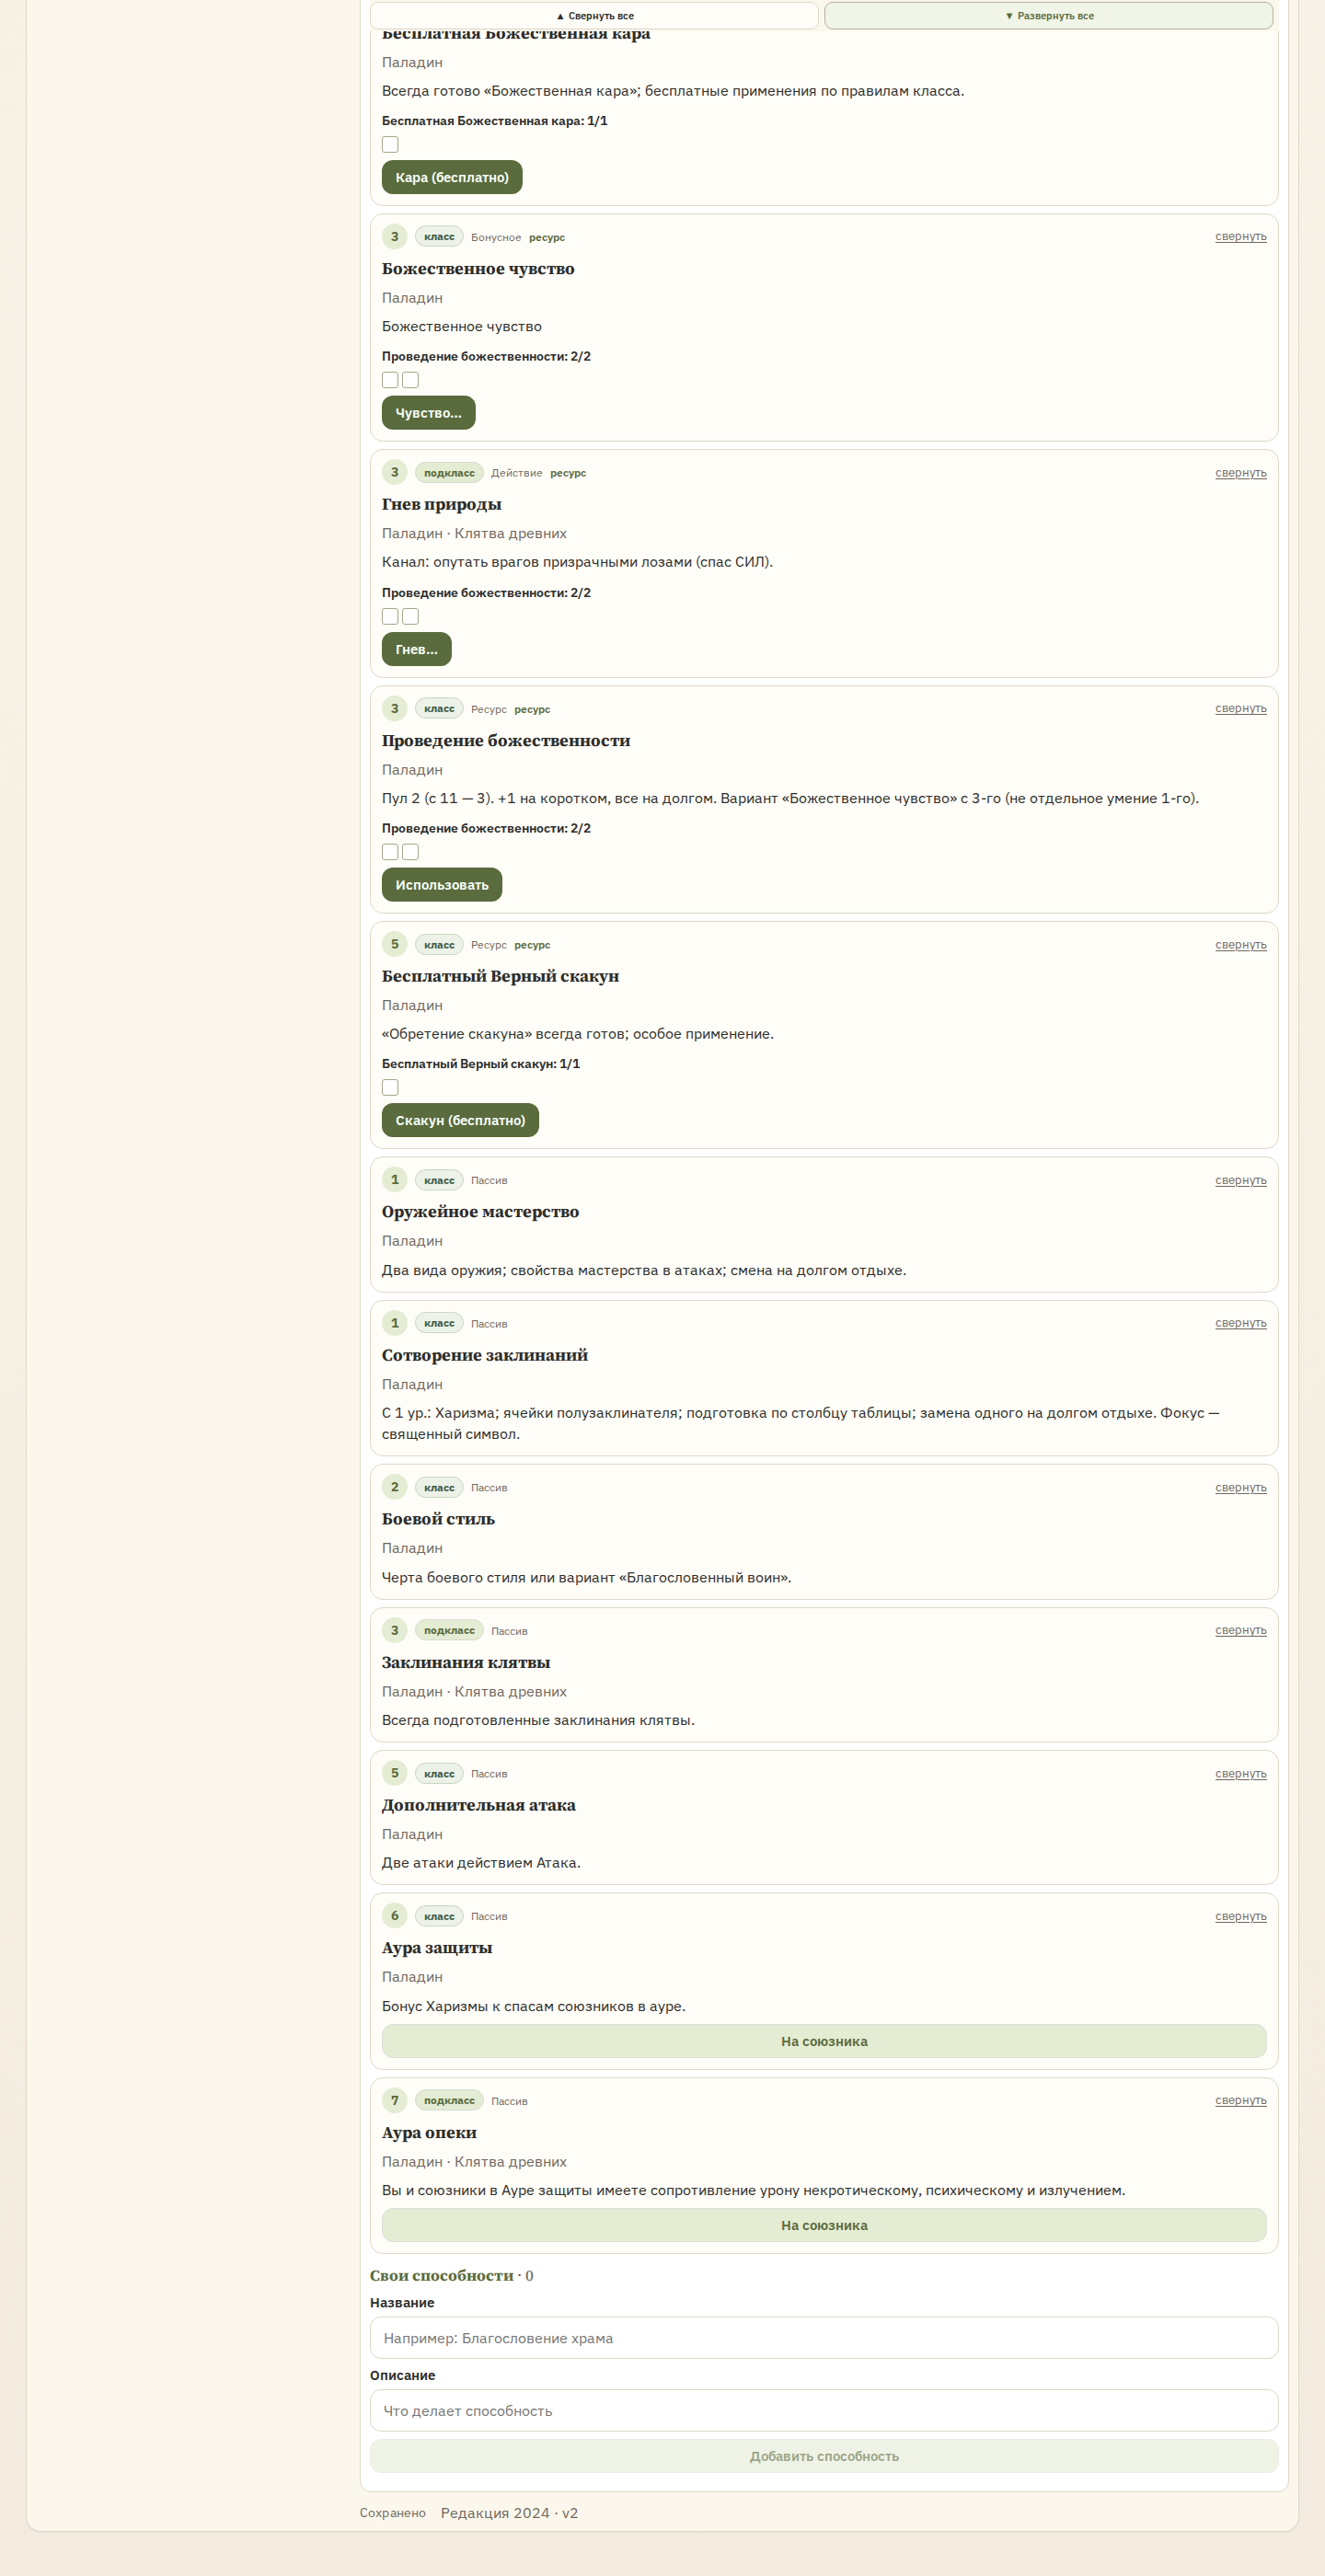 ▲ Свернуть все
▼ Развернуть все
Бесплатная Божественная кара
Паладин
Всегда готово «Божественная кара»; бесплатные применения по правилам класса.
Бесплатная Божественная кара: 1/1
Кара (бесплатно)
3 класс Бонусное ресурс свернуть
Божественное чувство
Паладин
Божественное чувство
Проведение божественности: 2/2
Чувство...
3 подкласс Действие ресурс свернуть
Гнев природы
Паладин · Клятва древних
Канал: опутать врагов призрачными лозами (спас СИЛ).
Проведение божественности: 2/2
Гнев...
3 класс Ресурс ресурс свернуть
Проведение божественности
Паладин
Пул 2 (с 11 — 3). +1 на коротком, все на долгом. Вариант «Божественное чувство» с 3-го (не отдельное умение 1-го).
Проведение божественности: 2/2
Использовать
5 класс Ресурс ресурс свернуть
Бесплатный Верный скакун
Паладин
«Обретение скакуна» всегда готов; особое применение.
Бесплатный Верный скакун: 1/1
Скакун (бесплатно)
1 класс Пассив свернуть
Оружейное мастерство
Паладин
Два вида оружия; свойства мастерства в атаках; смена на долгом отдыхе.
1 класс Пассив свернуть
Сотворение заклинаний
Паладин
С 1 ур.: Харизма; ячейки полузаклинателя; подготовка по столбцу таблицы; замена одного на долгом отдыхе. Фокус —
священный символ.
2 класс Пассив свернуть
Боевой стиль
Паладин
Черта боевого стиля или вариант «Благословенный воин».
3 подкласс Пассив свернуть
Заклинания клятвы
Паладин · Клятва древних
Всегда подготовленные заклинания клятвы.
5 класс Пассив свернуть
Дополнительная атака
Паладин
Две атаки действием Атака.
6 класс Пассив свернуть
Аура защиты
Паладин
Бонус Харизмы к спасам союзников в ауре.
На союзника
7 подкласс Пассив свернуть
Аура опеки
Паладин · Клятва древних
Вы и союзники в Ауре защиты имеете сопротивление урону некротическому, психическому и излучением.
На союзника
Свои способности · 0
Название
Например: Благословение храма
Описание
Что делает способность
Добавить способность
Сохранено Редакция 2024 · v2